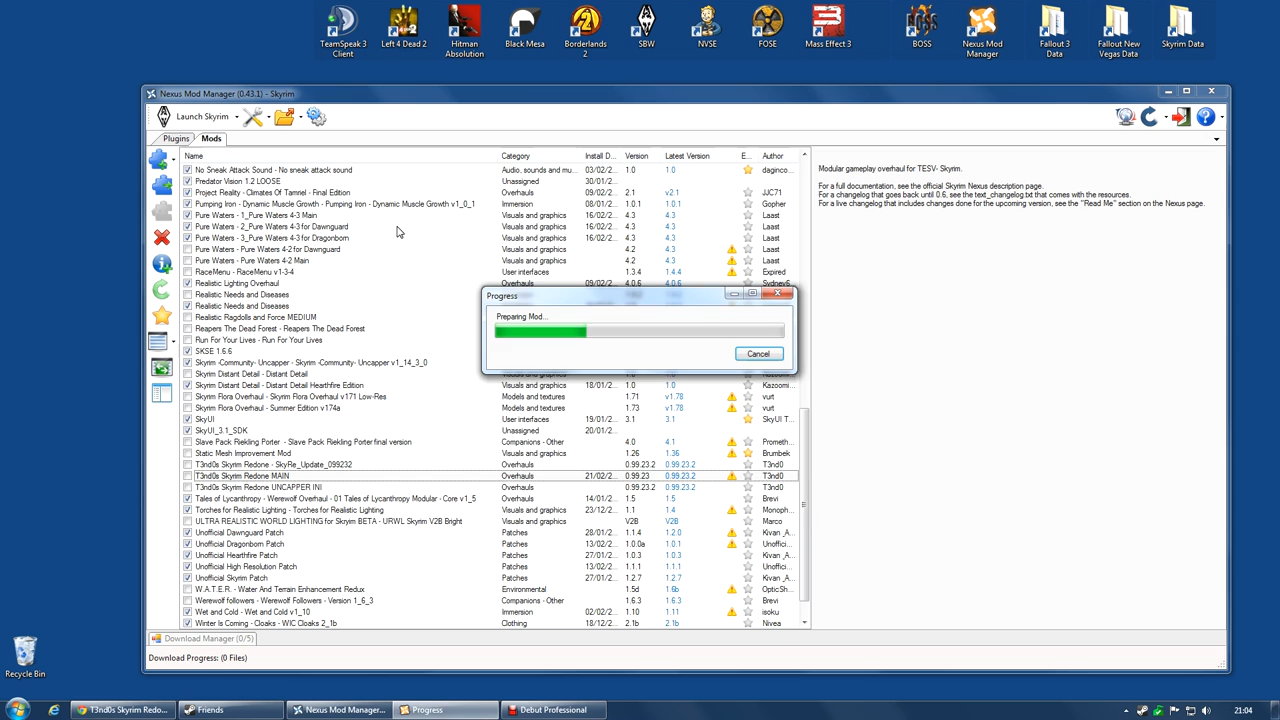 TeamSpeak 3 Client
Left 4 Dead 2
Hitman Absolution
Black Mesa
Borderlands 2
SBW
NVSE
FOSE
Mass Effect 3
BOSS
Nexus Mod Manager
Fallout 3 Data
Fallout New Vegas Data
Skyrim Data
Nexus Mod Manager (0.43.1) - Skyrim
Launch Skyrim
Plugins Mods
Name Category Install D... Version Latest Version E... Author
No Sneak Attack Sound - No sneak attack sound Audio, sounds and mu... 03/02/2... 1.0 1.0 daginco...
Predator Vision 1.2 LOOSE Unassigned 30/01/2...
Project Reality - Climates Of Tamriel - Final Edition Overhauls 09/02/2... 2.1 v2.1 JJC71
Pumping Iron - Dynamic Muscle Growth - Pumping Iron - Dynamic Muscle Growth v1_0_1 Immersion 08/01/2... 1.0.1 1.0.1 Gopher
Pure Waters - 1_Pure Waters 4-3 Main Visuals and graphics 16/02/2... 4.3 4.3 Laast
Pure Waters - 2_Pure Waters 4-3 for Dawnguard Visuals and graphics 16/02/2... 4.3 4.3 Laast
Pure Waters - 3_Pure Waters 4-3 for Dragonborn Visuals and graphics 16/02/2... 4.3 4.3 Laast
Pure Waters - Pure Waters 4-2 for Dawnguard Visuals and graphics 4.2 4.3 Laast
Pure Waters - Pure Waters 4-2 Main Visuals and graphics 4.2 4.3 Laast
RaceMenu - RaceMenu v1-3-4 User interfaces 1.3.4 1.4.4 Expired
Realistic Lighting Overhaul Visuals and graphics 09/02/2... 4.0.6 4.0.6 Sydney6...
Realistic Needs and Diseases
Realistic Needs and Diseases
Realistic Ragdolls and Force MEDIUM
Reapers The Dead Forest - Reapers The Dead Forest
Run For Your Lives - Run For Your Lives
SKSE 1.6.6
Skyrim -Community- Uncapper - Skyrim -Community- Uncapper v1_14_3_0
Skyrim Distant Detail - Distant Detail
Skyrim Distant Detail - Distant Detail Hearthfire Edition Visuals and graphics 18/01/2... 1.0 1.0 Kazoomi...
Skyrim Flora Overhaul - Skyrim Flora Overhaul v171 Low-Res Models and textures 1.71 v1.78 vurt
Skyrim Flora Overhaul - Summer Edition v174a Models and textures 1.73 v1.78 vurt
SkyUI User interfaces 19/01/2... 3.1 3.1 SkyUI T...
SkyUI_3.1_SDK Unassigned 20/01/2...
Slave Pack Riekling Porter - Slave Pack Riekling Porter final version Companions - Other 4.0 4.1 Prometh...
Static Mesh Improvement Mod Visuals and graphics 1.26 1.36 Brumbek
T3nd0s Skyrim Redone - SkyRe_Update_099232 Overhauls 0.99.23.2 0.99.23.2 T3nd0
T3nd0s Skyrim Redone MAIN Overhauls 21/02/2... 0.99.23 0.99.23.2 T3nd0
T3nd0s Skyrim Redone UNCAPPER INI Overhauls 0.99.23.2 0.99.23.2 T3nd0
Tales of Lycanthropy - Werewolf Overhaul - 01 Tales of Lycanthropy Modular - Core v1_5 Overhauls 14/01/2... 1.5 1.5 Brevi
Torches for Realistic Lighting - Torches for Realistic Lighting Visuals and graphics 23/12/2... 1.1 1.4 Monoph...
ULTRA REALISTIC WORLD LIGHTING for Skyrim BETA - URWL Skyrim V2B Bright Visuals and graphics V2B V2B Marco
Unofficial Dawnguard Patch Patches 28/01/2... 1.1.4 1.2.0 Kivan _A...
Unofficial Dragonborn Patch Patches 13/02/2... 1.0.0a 1.0.1 Unoffici...
Unofficial Hearthfire Patch Patches 27/01/2... 1.0.3 1.0.3 Kivan _A...
Unofficial High Resolution Patch Patches 13/02/2... 1.1.1 1.1.1 Unoffici...
Unofficial Skyrim Patch Patches 27/01/2... 1.2.7 1.2.7 Kivan _A...
W.A.T.E.R. - Water And Terrain Enhancement Redux Environmental 1.5d 1.6b OpticSh...
Werewolf followers - Werewolf Followers - Version 1_6_3 Companions - Other 1.6.3 1.6.3 Brevi
Wet and Cold - Wet and Cold v1_10 Immersion 02/02/2... 1.10 1.11 isoku
Winter Is Coming - Cloaks - WIC Cloaks 2_1b Clothing 18/12/2... 2.1b 2.1b Nivea
Modular gameplay overhaul for TESV- Skyrim.
For a full documentation, see the official Skyrim Nexus description page.
For a changelog that goes back until 0.6, see the text_changelog that comes with the resources.
For a live changelog that includes changes done for the upcoming version, see the "Read Me" section on the Nexus page.
Progress
Preparing Mod...
Cancel
Download Manager (0/5)
Download Progress: (0 Files)
Recycle Bin
T3nd0s Skyrim Redo... Friends Nexus Mod Manager... Progress Debut Professional 21:04